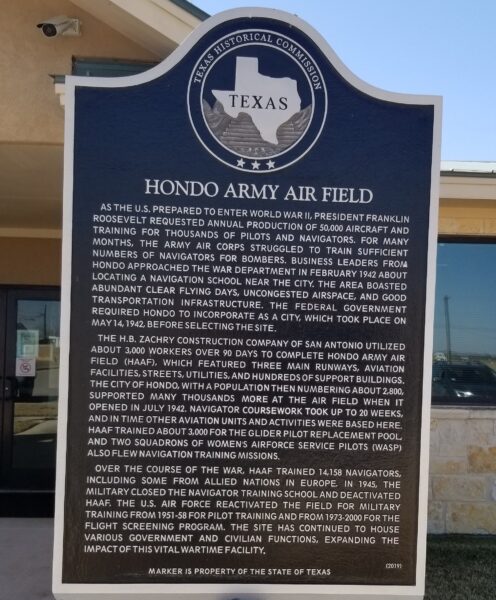 TEXAS HISTORICAL COMMISSION
TEXAS
HONDO ARMY AIR FIELD
AS THE U.S. PREPARED TO ENTER WORLD WAR II, PRESIDENT FRANKLIN
ROOSEVELT REQUESTED ANNUAL PRODUCTION OF 50,000 AIRCRAFT AND
TRAINING FOR THOUSANDS OF PILOTS AND NAVIGATORS. FOR MANY
MONTHS, THE ARMY AIR CORPS STRUGGLED TO TRAIN SUFFICIENT
NUMBERS OF NAVIGATORS FOR BOMBERS. BUSINESS LEADERS FROM
HONDO APPROACHED THE WAR DEPARTMENT IN FEBRUARY 1942 ABOUT
LOCATING A NAVIGATION SCHOOL NEAR THE CITY. THE AREA BOASTED
ABUNDANT CLEAR FLYING DAYS, UNCONGESTED AIRSPACE, AND GOOD
TRANSPORTATION INFRASTRUCTURE. THE FEDERAL GOVERNMENT
REQUIRED HONDO TO INCORPORATE AS A CITY, WHICH TOOK PLACE ON
MAY 14, 1942, BEFORE SELECTING THE SITE.
THE H.B. ZACHRY CONSTRUCTION COMPANY OF SAN ANTONIO UTILIZED
ABOUT 3,000 WORKERS OVER 90 DAYS TO COMPLETE HONDO ARMY AIR
FIELD (HAAF), WHICH FEATURED THREE MAIN RUNWAYS, AVIATION
FACILITIES, STREETS, UTILITIES, AND HUNDREDS OF SUPPORT BUILDINGS.
THE CITY OF HONDO, WITH A POPULATION THEN NUMBERING ABOUT 2,800,
SUPPORTED MANY THOUSANDS MORE AT THE AIR FIELD WHEN IT
OPENED IN JULY 1942. NAVIGATOR COURSEWORK TOOK UP TO 20 WEEKS,
AND IN TIME OTHER AVIATION UNITS AND ACTIVITIES WERE BASED HERE.
HAAF TRAINED ABOUT 3,000 FOR THE GLIDER PILOT REPLACEMENT POOL,
AND TWO SQUADRONS OF WOMEN'S AIRFORCE SERVICE PILOTS (WASP)
ALSO FLEW NAVIGATION TRAINING MISSIONS.
OVER THE COURSE OF THE WAR, HAAF TRAINED 14,158 NAVIGATORS,
INCLUDING SOME FROM ALLIED NATIONS IN EUROPE. IN 1945, THE
MILITARY CLOSED THE NAVIGATOR TRAINING SCHOOL AND DEACTIVATED
HAAF. THE U.S. AIR FORCE REACTIVATED THE FIELD FOR MILITARY
TRAINING FROM 1951-58 FOR PILOT TRAINING AND FROM 1973-2000 FOR THE
FLIGHT SCREENING PROGRAM. THE SITE HAS CONTINUED TO HOUSE
VARIOUS GOVERNMENT AND CIVILIAN FUNCTIONS, EXPANDING THE
IMPACT OF THIS VITAL WARTIME FACILITY.
(2019)
MARKER IS PROPERTY OF THE STATE OF TEXAS